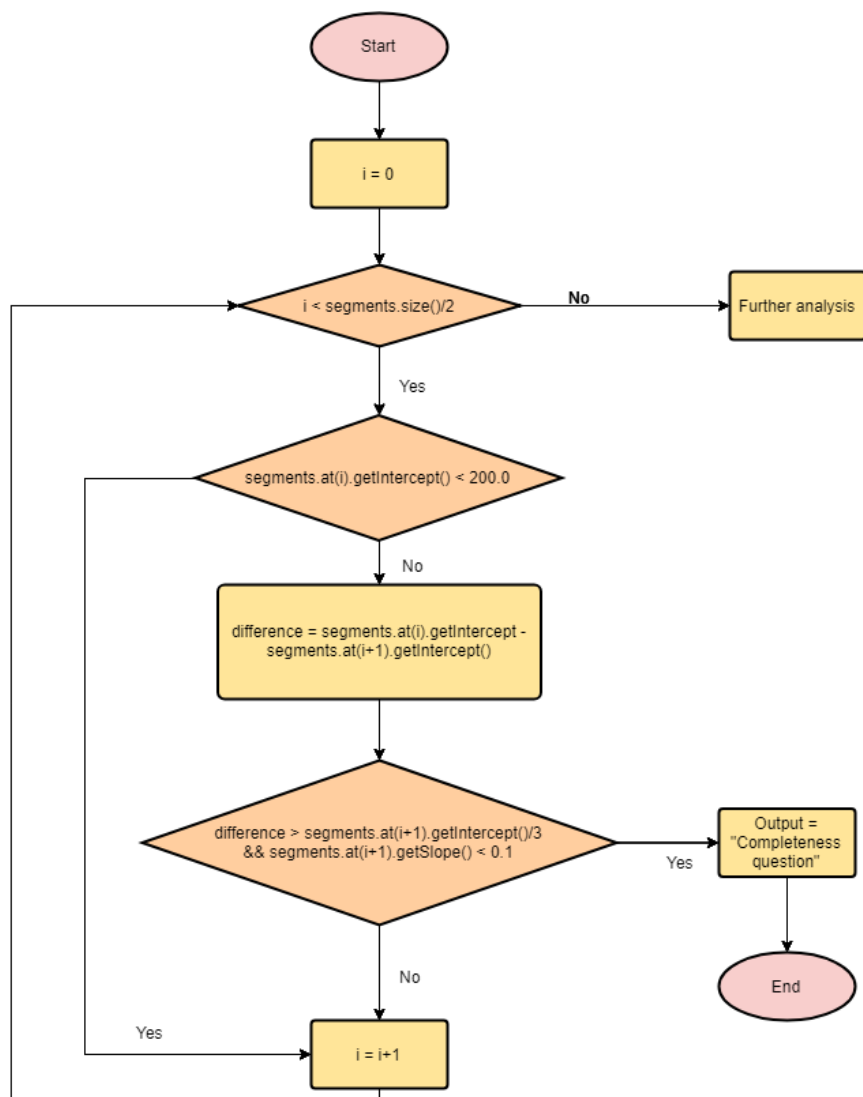 Start
i = 0
i < segments.size()/2
No
Further analysis
Yes
segments.at(i).getIntercept() < 200.0
No
difference = segments.at(i).getIntercept -
segments.at(i+1).getIntercept()
difference > segments.at(i+1).getIntercept()/3
&& segments.at(i+1).getSlope() < 0.1
Yes
Output =
"Completeness
question"
No
End
Yes
i = i+1